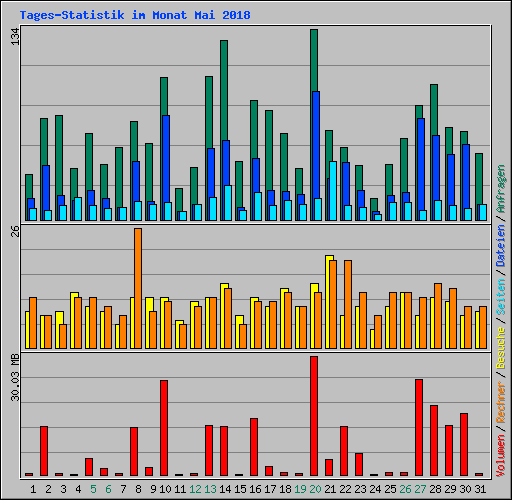 Tages-Statistik im Monat Mai 2018
134
26
30.03 MB
Volumen / Rechner / Besuche / Seiten / Dateien / Anfragen
1 2 3 4 5 6 7 8 9 10 11 12 13 14 15 16 17 18 19 20 21 22 23 24 25 26 27 28 29 30 31